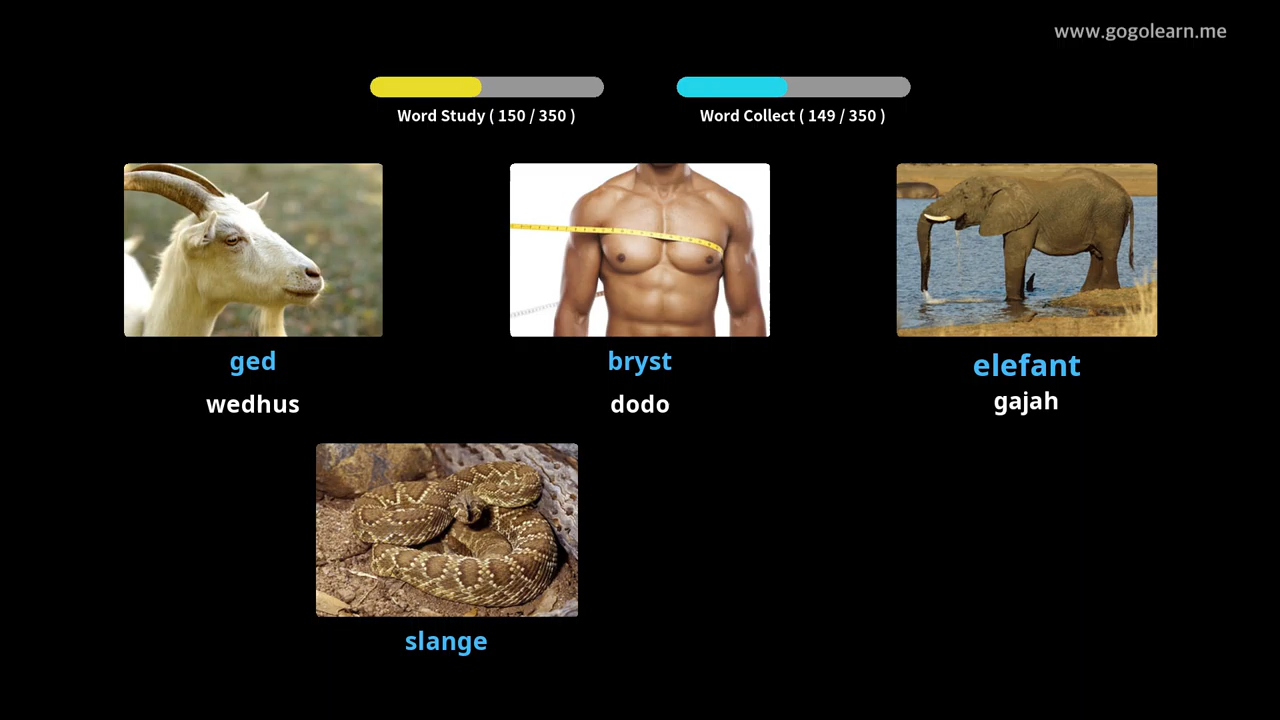 www.gogolearn.me
Word Study ( 150 / 350 )
Word Collect ( 149 / 350 )
ged
bryst
elefant
wedhus
dodo
gajah
slange